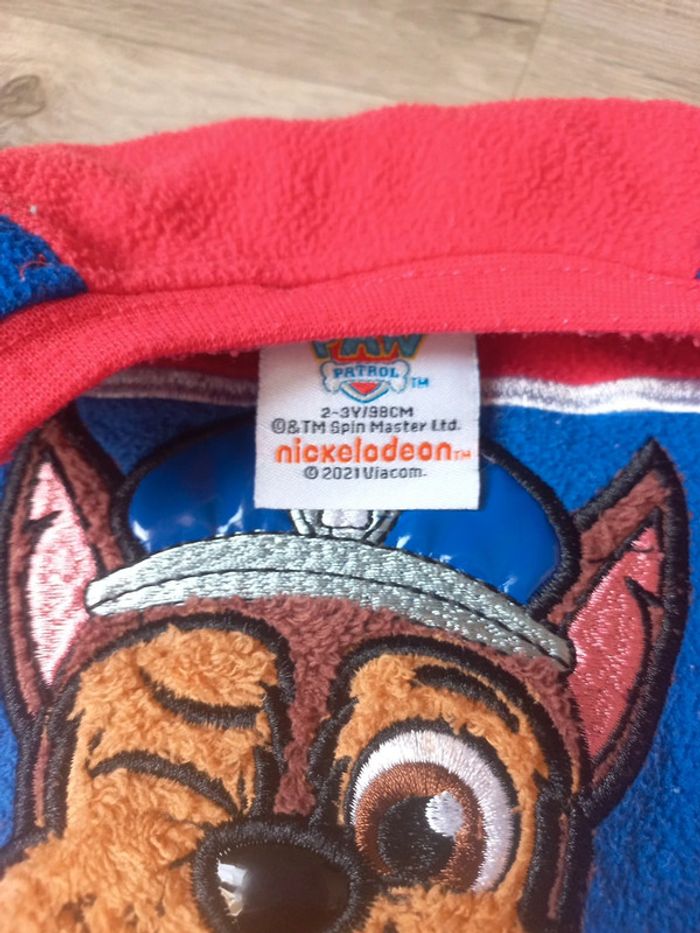 PAW
PATROL TM
2-3Y/98CM
©&TM Spin Master Ltd.
nickelodeon TM
© 2021 Viacom.